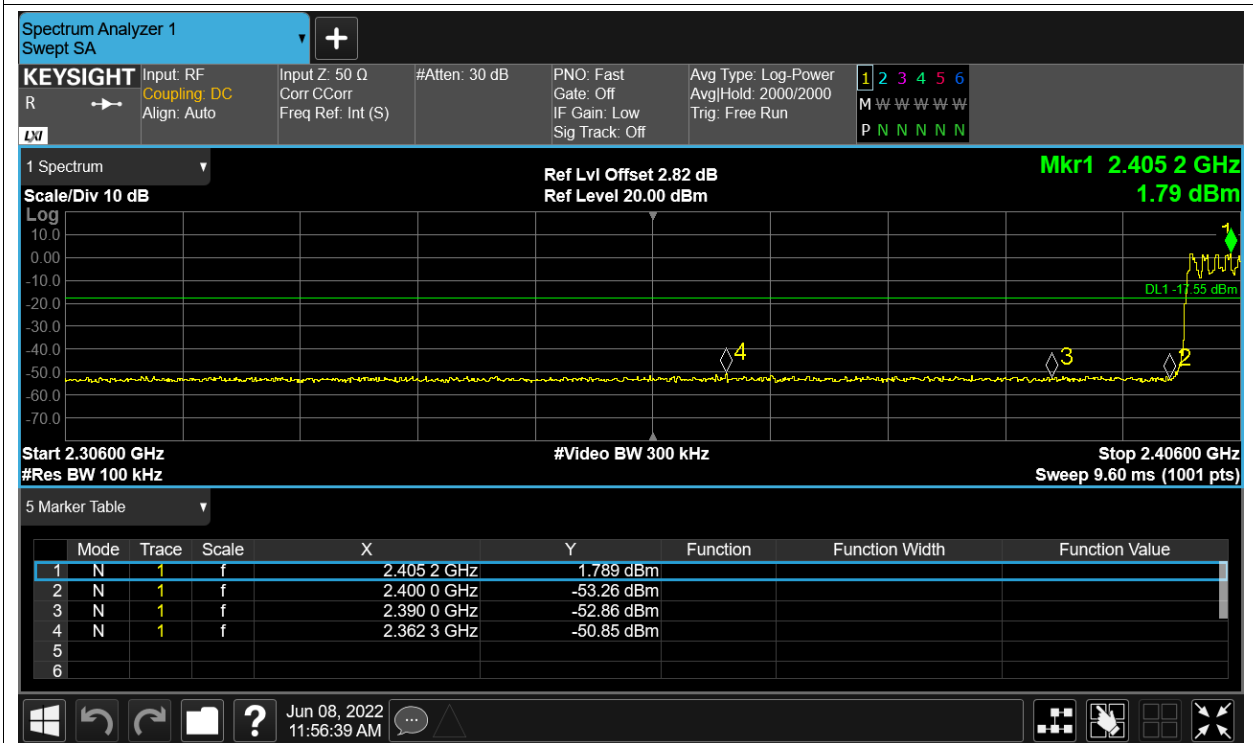 Spectrum Analyzer 1
Swept SA
+
KEYSIGHT Input: RF Input Z: 50 Ω #Atten: 30 dB PNO: Fast Avg Type: Log-Power 1 2 3 4 5 6
R Coupling: DC Corr CCorr Gate: Off Avg|Hold: 2000/2000 M W W W W W W
Align: Auto Freq Ref: Int (S) IF Gain: Low Trig: Free Run
LXI Sig Track: Off P N N N N N N
1 Spectrum Ref Lvl Offset 2.82 dB Mkr1 2.405 2 GHz
Scale/Div 10 dB Ref Level 20.00 dBm 1.79 dBm
Log
10.0 1
0.00
-10.0
DL1 -17.55 dBm
-20.0
-30.0
-40.0 4 3 2
-50.0
-60.0
-70.0
Start 2.30600 GHz #Video BW 300 kHz Stop 2.40600 GHz
#Res BW 100 kHz Sweep 9.60 ms (1001 pts)
5 Marker Table
Mode Trace Scale X Y Function Function Width Function Value
1 N 1 f 2.405 2 GHz 1.789 dBm
2 N 1 f 2.400 0 GHz -53.26 dBm
3 N 1 f 2.390 0 GHz -52.86 dBm
4 N 1 f 2.362 3 GHz -50.85 dBm
5
6
? Jun 08, 2022
11:56:39 AM